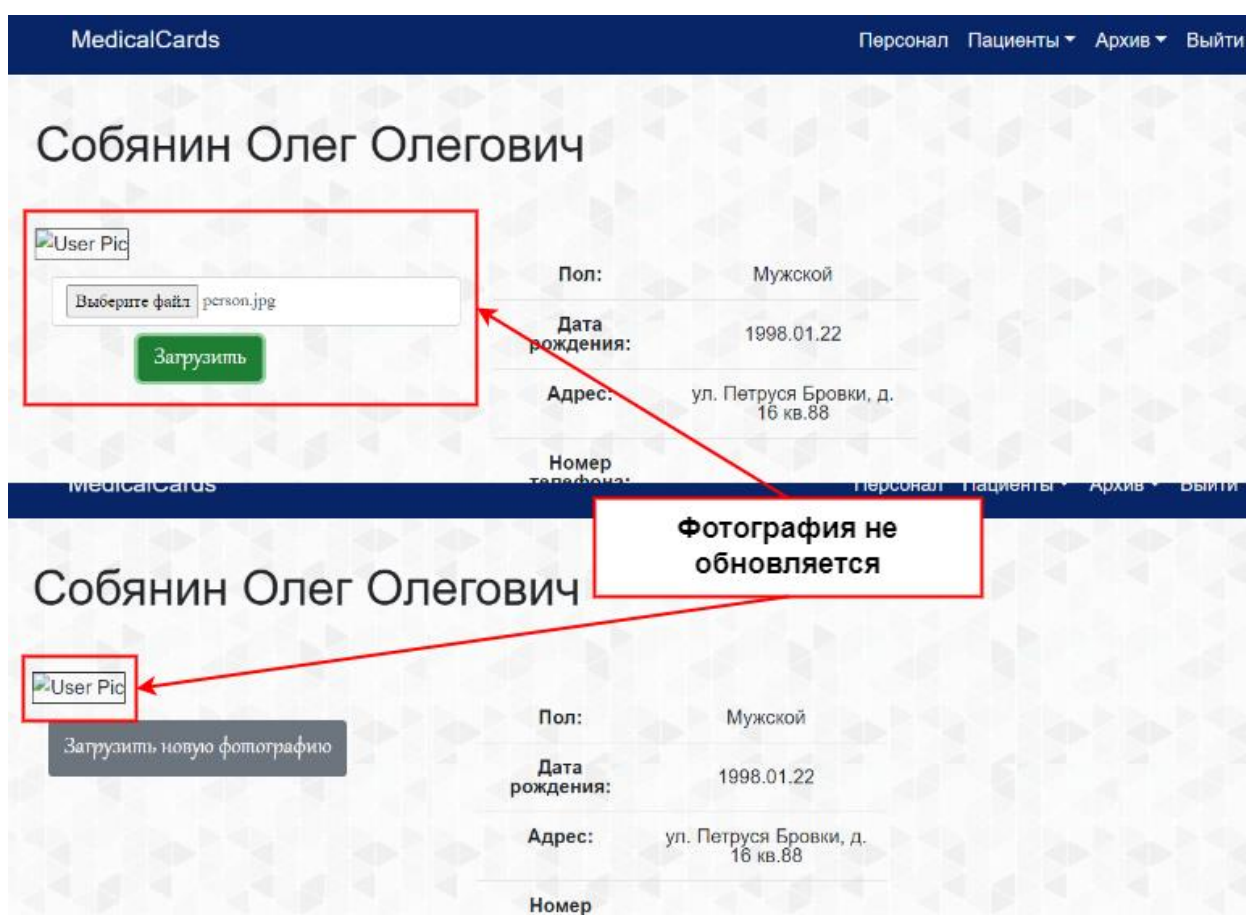 MedicalCards
Персонал Пациенты Архив Выйти
Собянин Олег Олегович
User Pic
Выберите файл person.jpg
Загрузить
Пол: Мужской
Дата
рождения:
1998.01.22
Адрес:
ул. Петруся Бровки, д.
16 кв.88
Номер
телефона:
MedicalCards
Персонал Пациенты Архив Выйти
Фотография не
обновляется
Собянин Олег Олегович
User Pic
Загрузить новую фотографию
Пол: Мужской
Дата
рождения:
1998.01.22
Адрес:
ул. Петруся Бровки, д.
16 кв.88
Номер